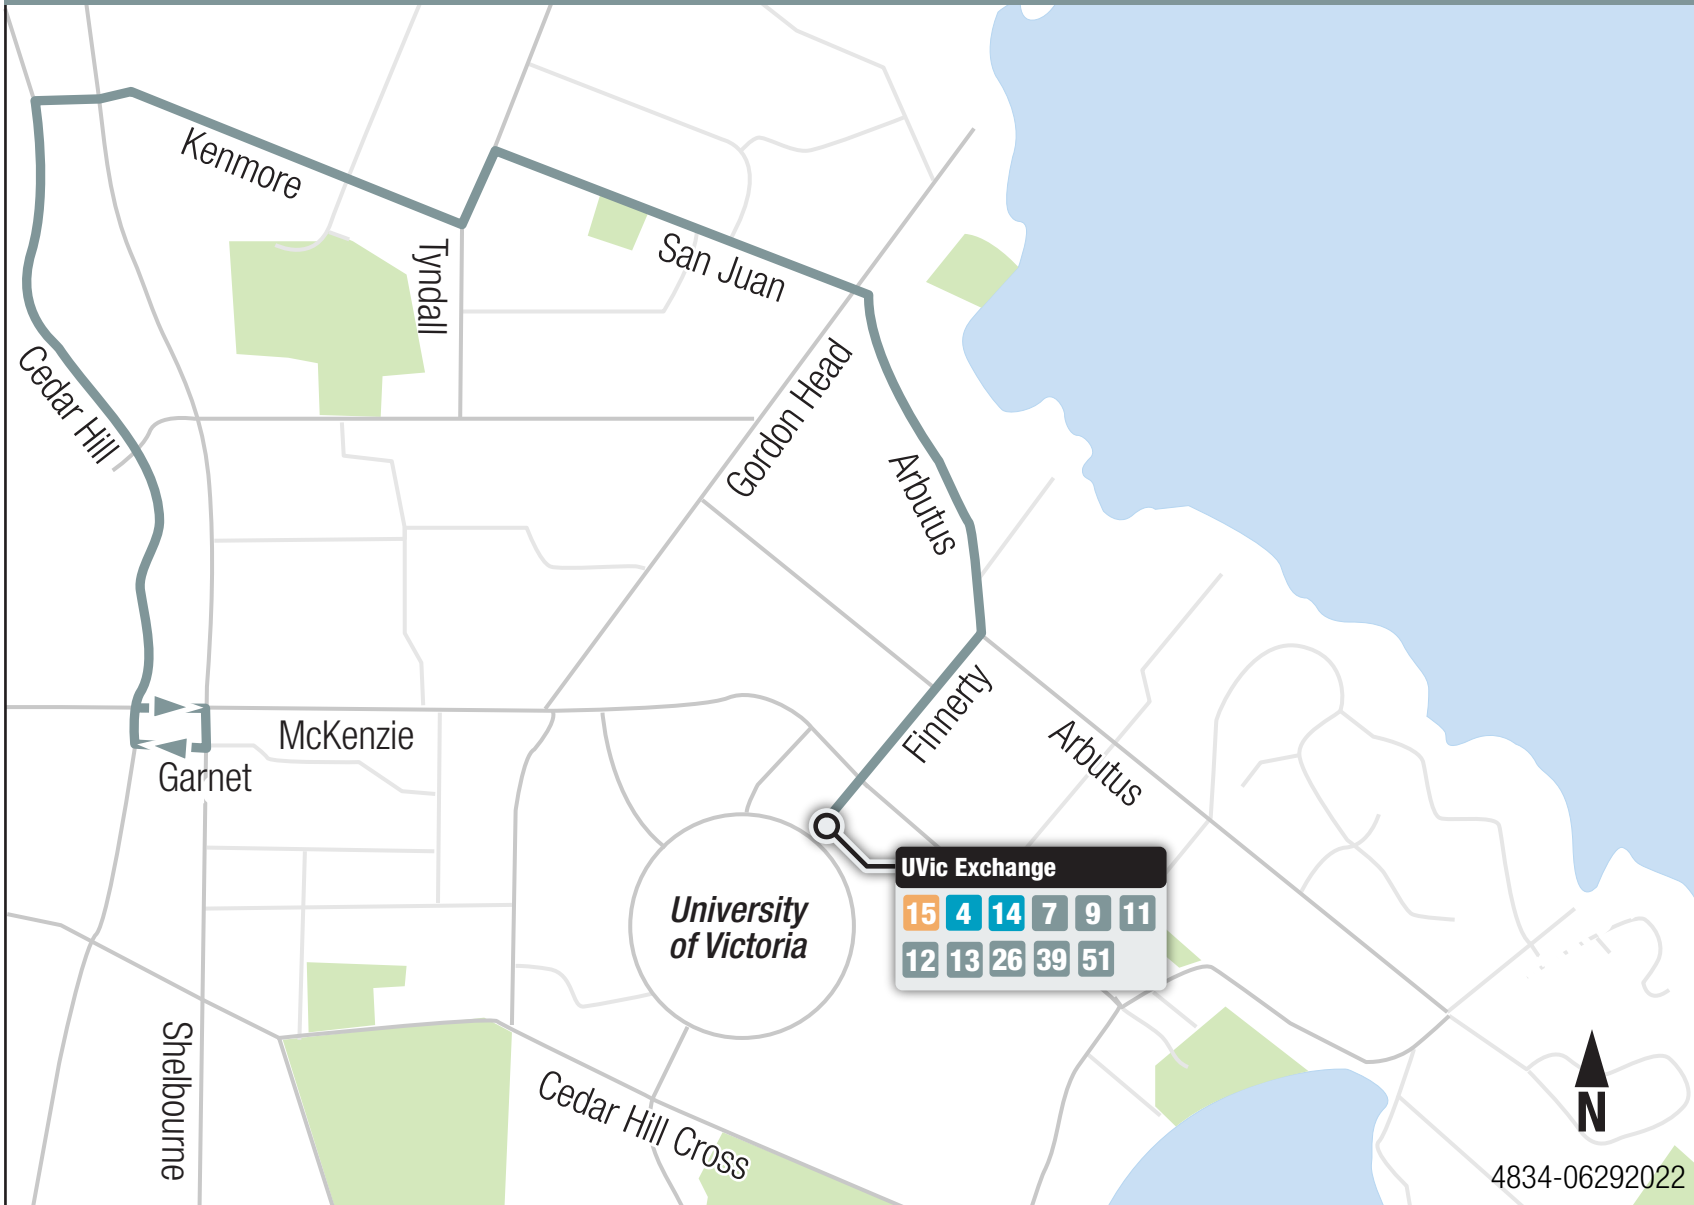 Kenmore
Tyndall
San Juan
Cedar Hill
Gordon Head
Arbutus
Finnerty
McKenzie
Garnet
Arbutus
UVic Exchange
15 4 14 7 9 11
12 13 26 39 51
University
of Victoria
Shelbourne
Cedar Hill Cross
N
4834-06292022